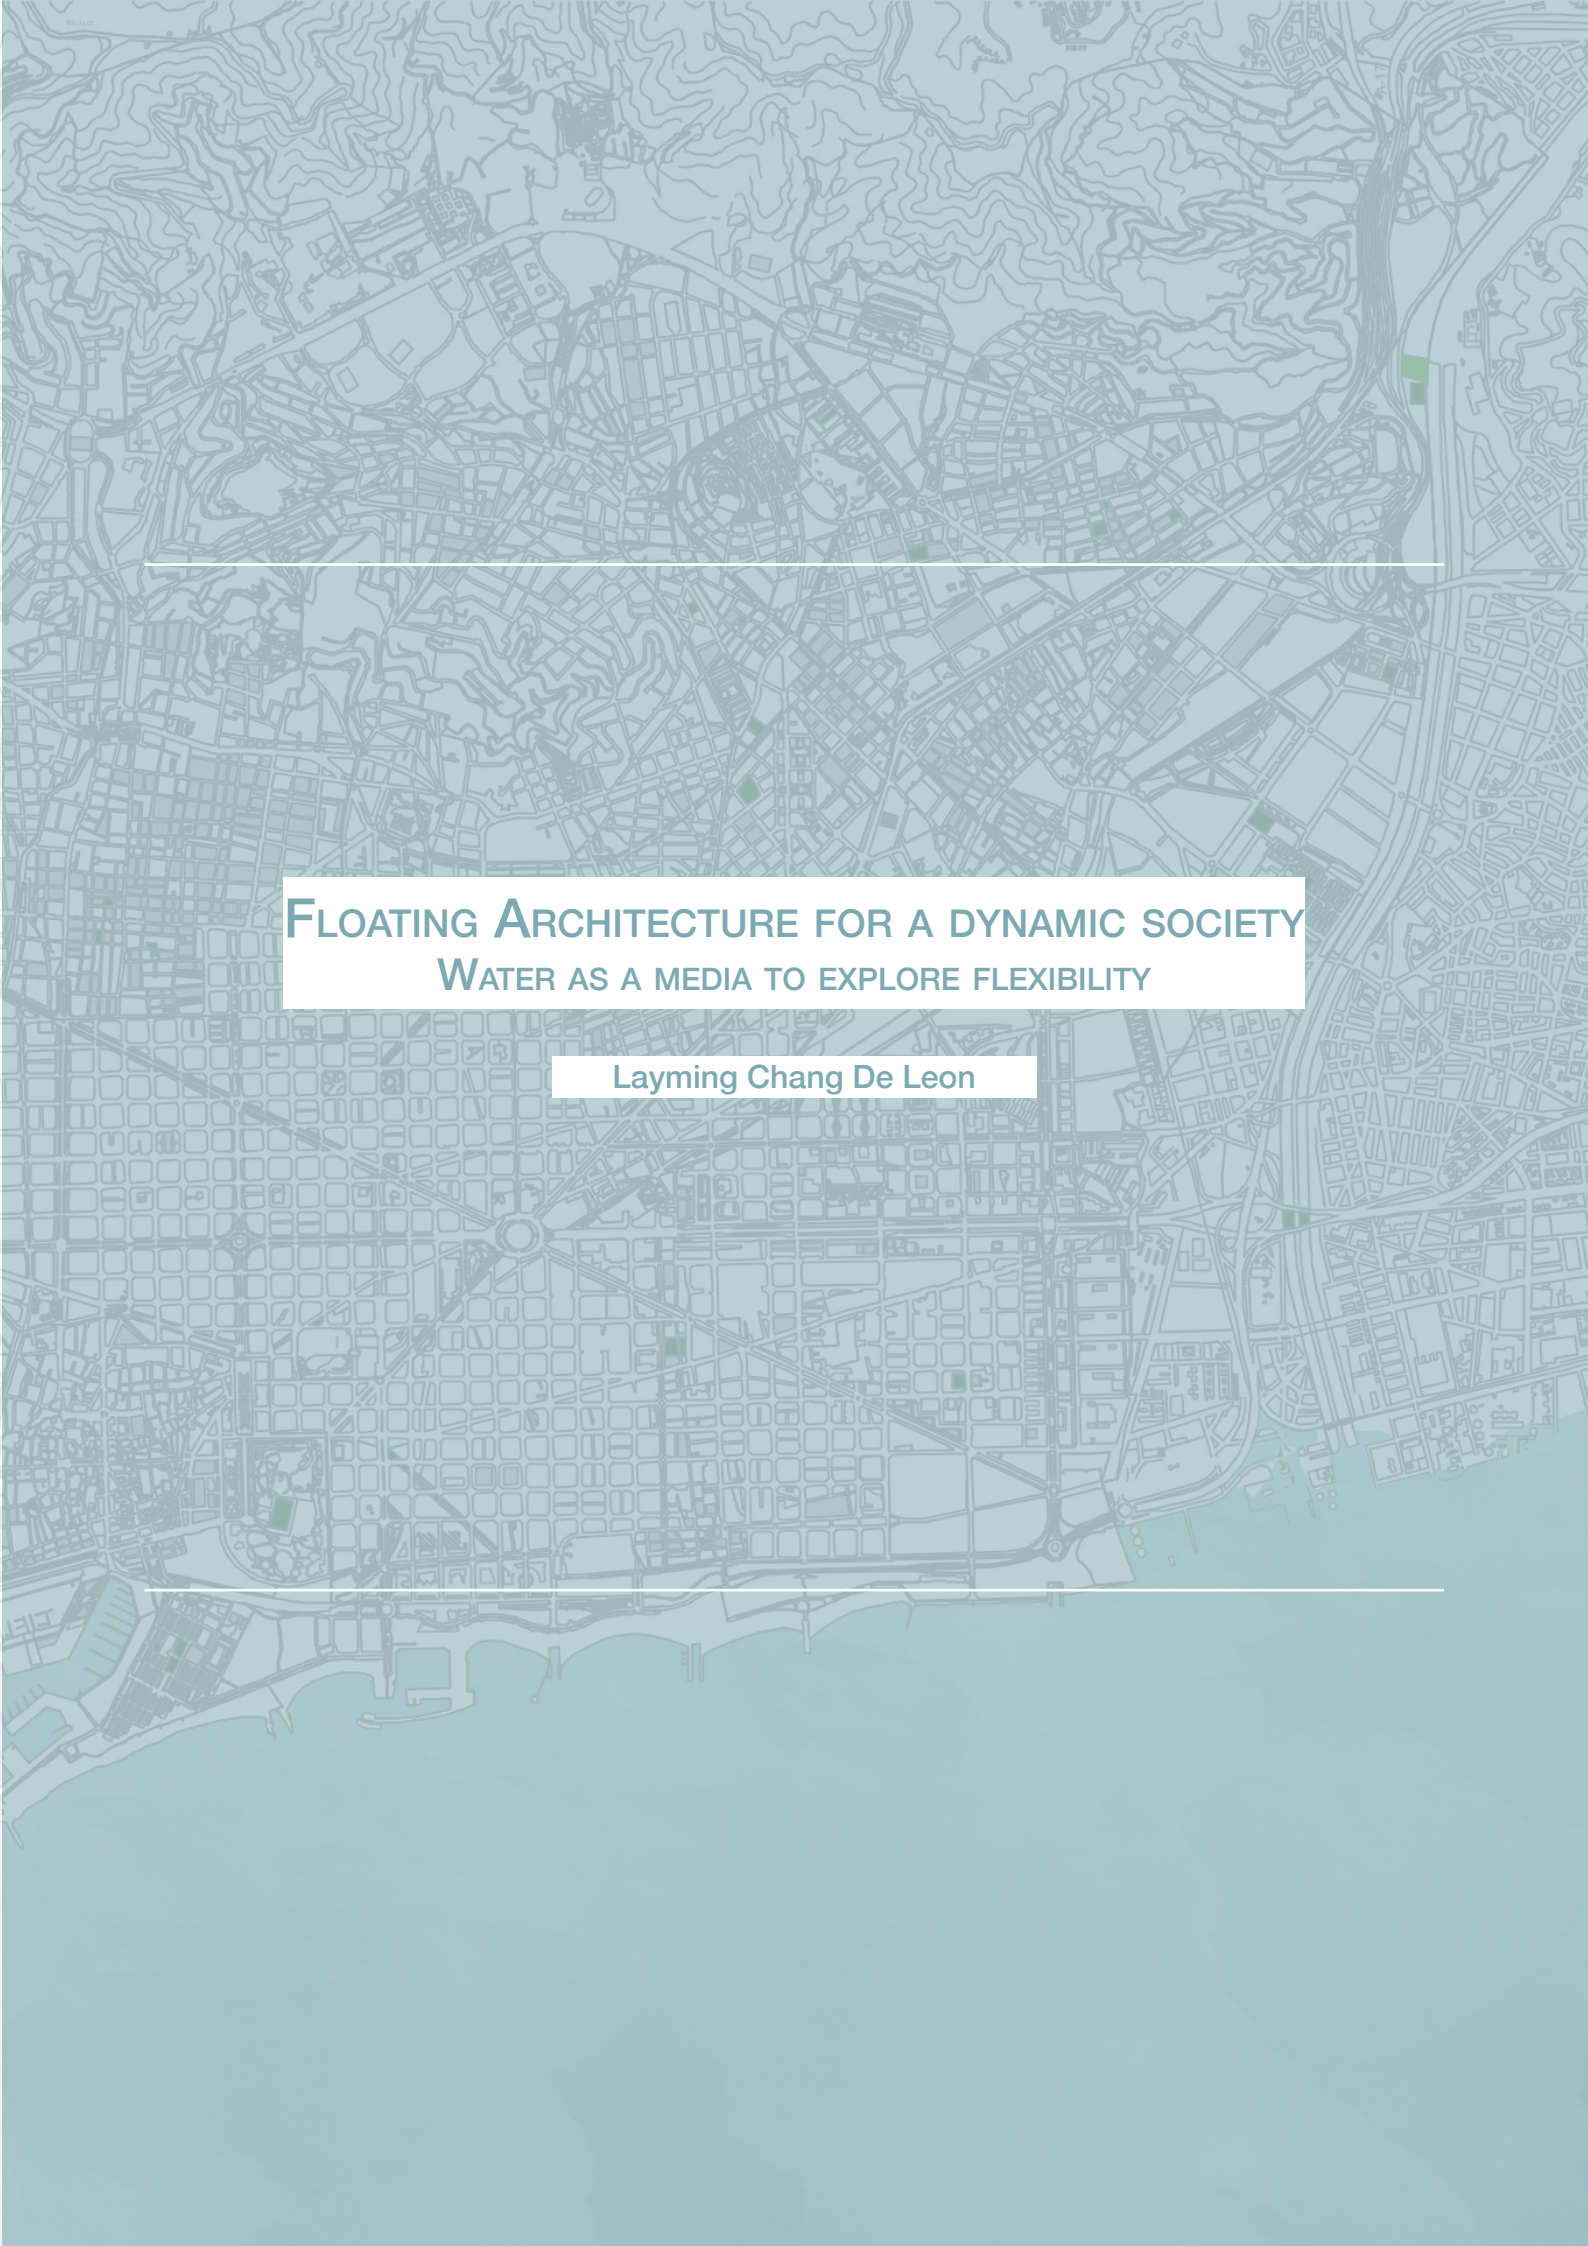 Floating Architecture for a dynamic society
Water as a media to explore flexibility
Layming Chang De Leon